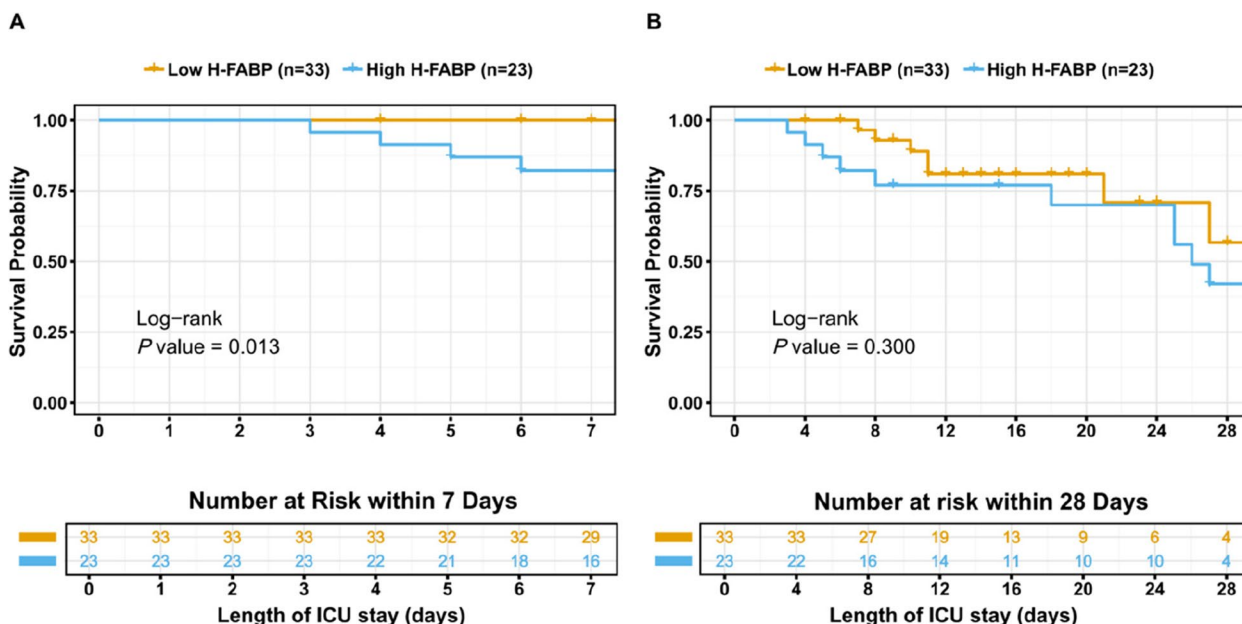 A
Low H-FABP (n=33) High H-FABP (n=23)
Survival Probability
1.00
0.75
0.50
0.25
0.00
Log-rank
P value = 0.013
0 1 2 3 4 5 6 7
Number at Risk within 7 Days
33 33 33 33 33 32 32 29
23 23 23 23 22 21 18 16
0 1 2 3 4 5 6 7
Length of ICU stay (days)
B
Low H-FABP (n=33) High H-FABP (n=23)
Survival Probability
1.00
0.75
0.50
0.25
0.00
Log-rank
P value = 0.300
0 4 8 12 16 20 24 28
Number at risk within 28 Days
33 33 27 19 13 9 6 4
23 22 16 14 11 10 10 4
0 4 8 12 16 20 24 28
Length of ICU stay (days)